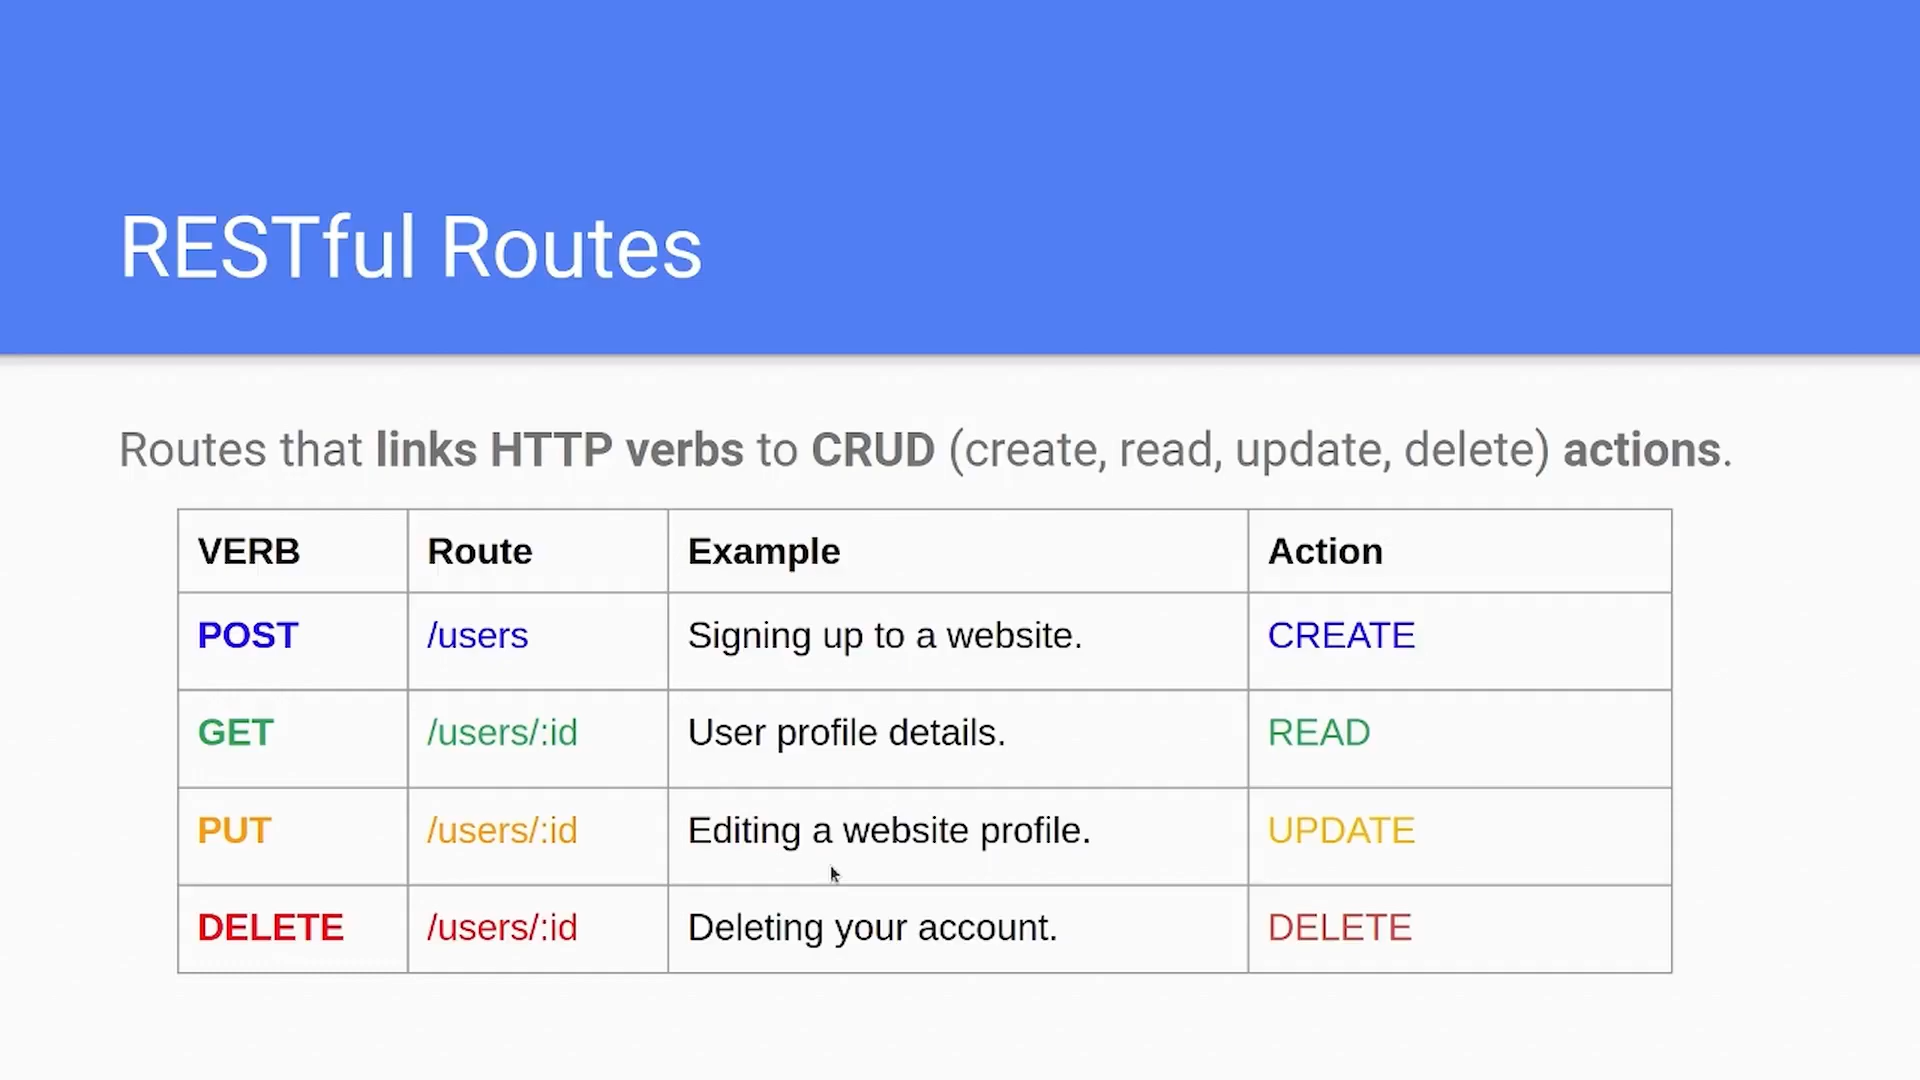 RESTful Routes
Routes that links HTTP verbs to CRUD (create, read, update, delete) actions.
VERB Route Example Action
POST /users Signing up to a website. CREATE
GET /users/:id User profile details. READ
PUT /users/:id Editing a website profile. UPDATE
DELETE /users/:id Deleting your account. DELETE